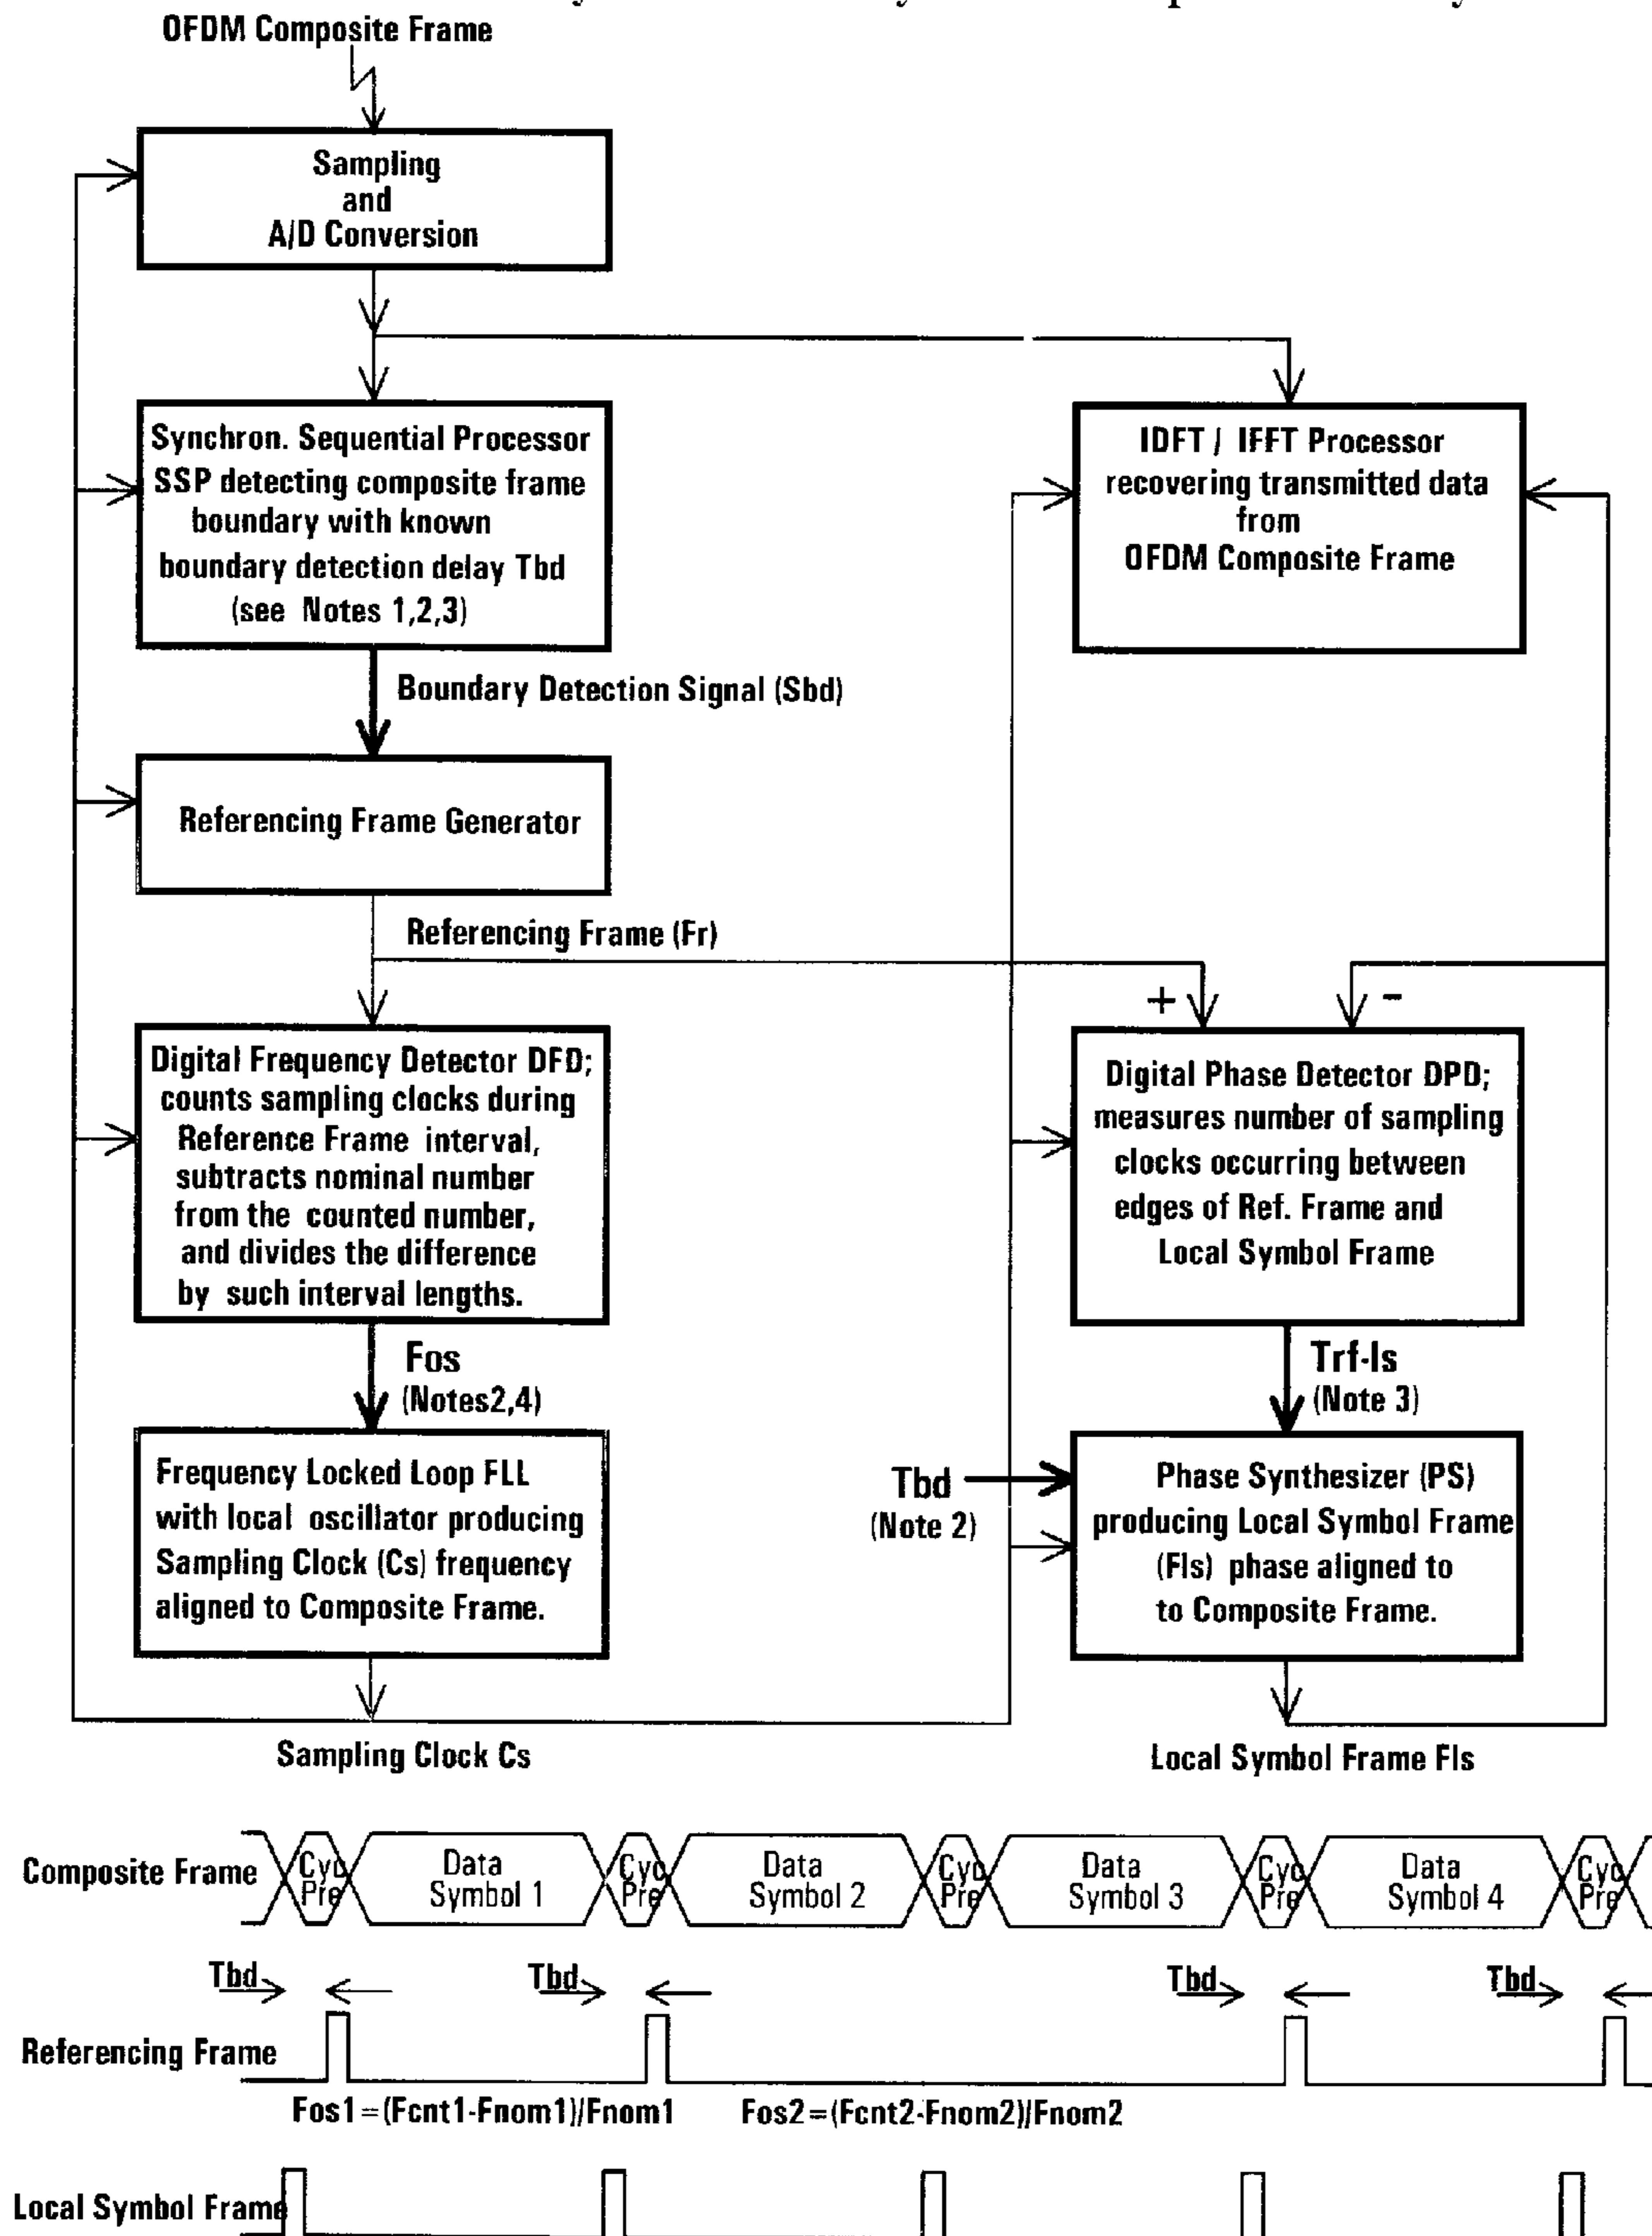 OFDM Composite Frame
Sampling
and
A/D Conversion
Synchron. Sequential Processor
SSP detecting composite frame
boundary with known
boundary detection delay Tbd
(see Notes 1,2,3)
IDFT / IFFT Processor
recovering transmitted data
from
OFDM Composite Frame
Boundary Detection Signal (Sbd)
Referencing Frame Generator
Referencing Frame (Fr)
+
−
Digital Frequency Detector DFD;
counts sampling clocks during
Reference Frame interval,
subtracts nominal number
from the counted number,
and divides the difference
by such interval lengths.
Digital Phase Detector DPD;
measures number of sampling
clocks occurring between
edges of Ref. Frame and
Local Symbol Frame
Fos
(Notes2,4)
Trf-ls
(Note 3)
Frequency Locked Loop FLL
with local oscillator producing
Sampling Clock (Cs) frequency
aligned to Composite Frame.
Tbd
(Note 2)
Phase Synthesizer (PS)
producing Local Symbol Frame
(Fls) phase aligned to
to Composite Frame.
Sampling Clock Cs
Local Symbol Frame Fls
Composite Frame
Cyc
Pre
Data
Symbol 1
Cyc
Pre
Data
Symbol 2
Cyc
Pre
Data
Symbol 3
Cyc
Pre
Data
Symbol 4
Cyc
Pre
Tbd
Tbd
Tbd
Tbd
Referencing Frame
Fos1=(Fcnt1-Fnom1)/Fnom1
Fos2=(Fcnt2-Fnom2)/Fnom2
Local Symbol Frame